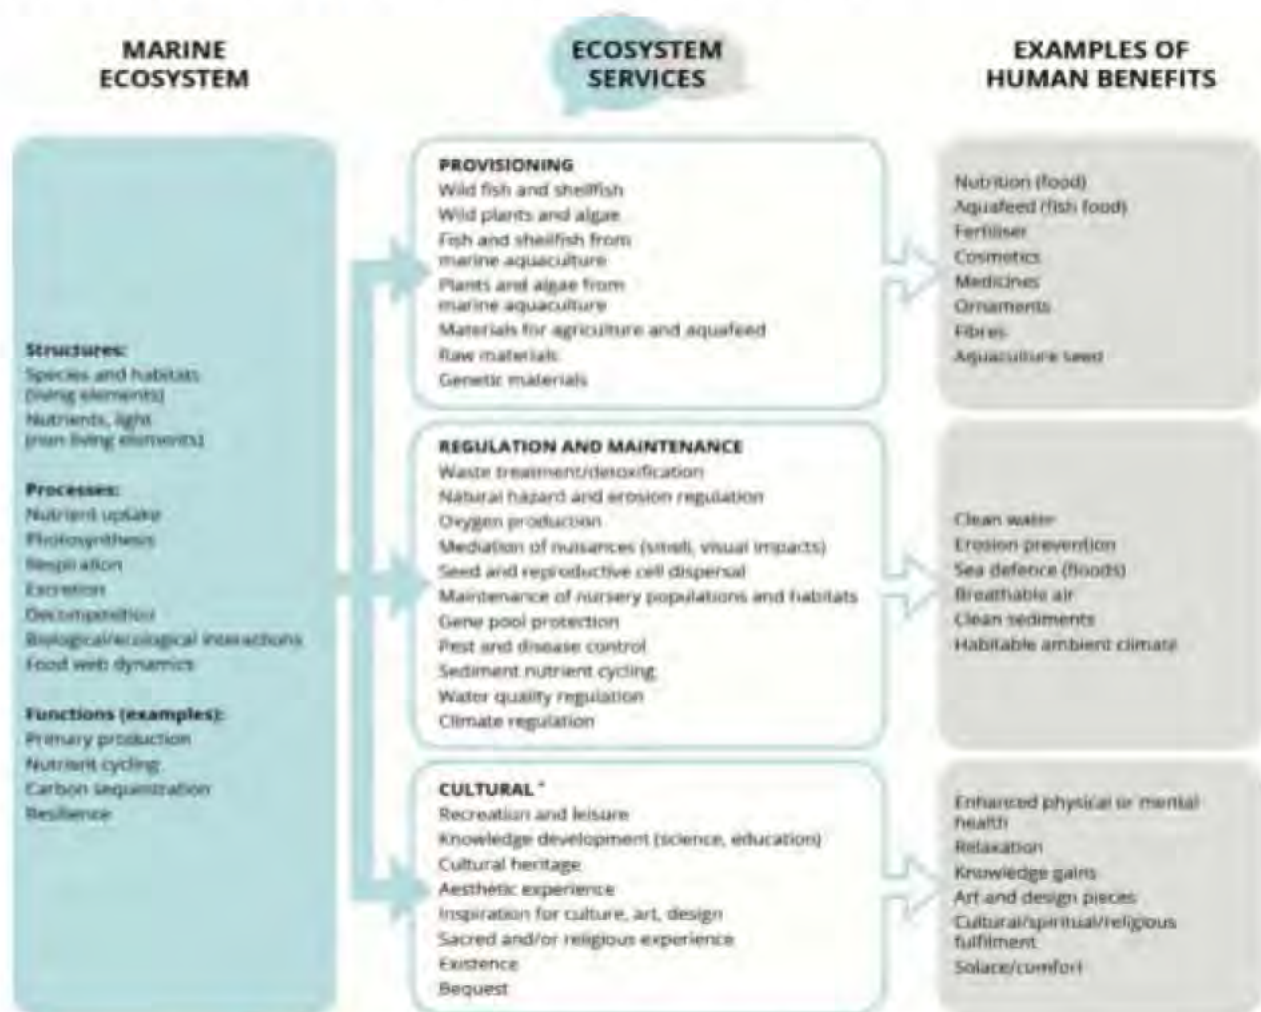 MARINE
ECOSYSTEM
ECOSYSTEM
SERVICES
EXAMPLES OF
HUMAN BENEFITS
Structures:
Species and habitats
(living elements)
Nutrients, light
(non living elements)
Processes:
Nutrient uptake
Photosynthesis
Respiration
Excretion
Decomposition
Biological/ecological interactions
Food web dynamics
Functions (examples):
Primary production
Nutrient cycling
Carbon sequestration
Resilience
PROVISIONING
Wild fish and shellfish
Wild plants and algae
Fish and shellfish from
marine aquaculture
Plants and algae from
marine aquaculture
Materials for agriculture and aquafeed
Raw materials
Genetic materials
Nutrition (food)
Aquafeed (fish food)
Fertiliser
Cosmetics
Medicines
Ornaments
Fibres
Aquaculture seed
REGULATION AND MAINTENANCE
Waste treatment/detoxification
Natural hazard and erosion regulation
Oxygen production
Mediation of nuisances (smell, visual impacts)
Seed and reproductive cell dispersal
Maintenance of nursery populations and habitats
Gene pool protection
Pest and disease control
Sediment nutrient cycling
Water quality regulation
Climate regulation
Clean water
Erosion prevention
Sea defence (floods)
Breathable air
Clean sediments
Habitable ambient climate
CULTURAL *
Recreation and leisure
Knowledge development (science, education)
Cultural heritage
Aesthetic experience
Inspiration for culture, art, design
Sacred and/or religious experience
Existence
Bequest
Enhanced physical or mental
health
Relaxation
Knowledge gains
Art and design pieces
Cultural/spiritual/religious
fulfilment
Solace/comfort